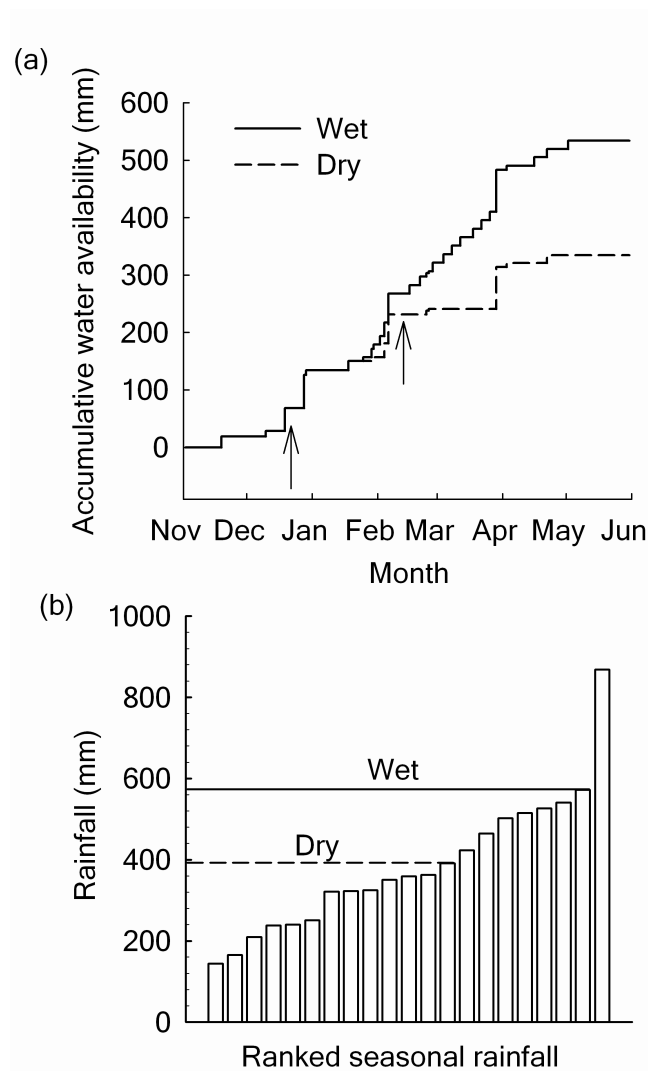 (a)
Accumulative water availability (mm)
600
500
400
300
200
100
0
Wet
Dry
Nov Dec Jan Feb Mar Apr May Jun
Month
(b)
Rainfall (mm)
1000
800
600
400
200
0
Wet
Dry
Ranked seasonal rainfall